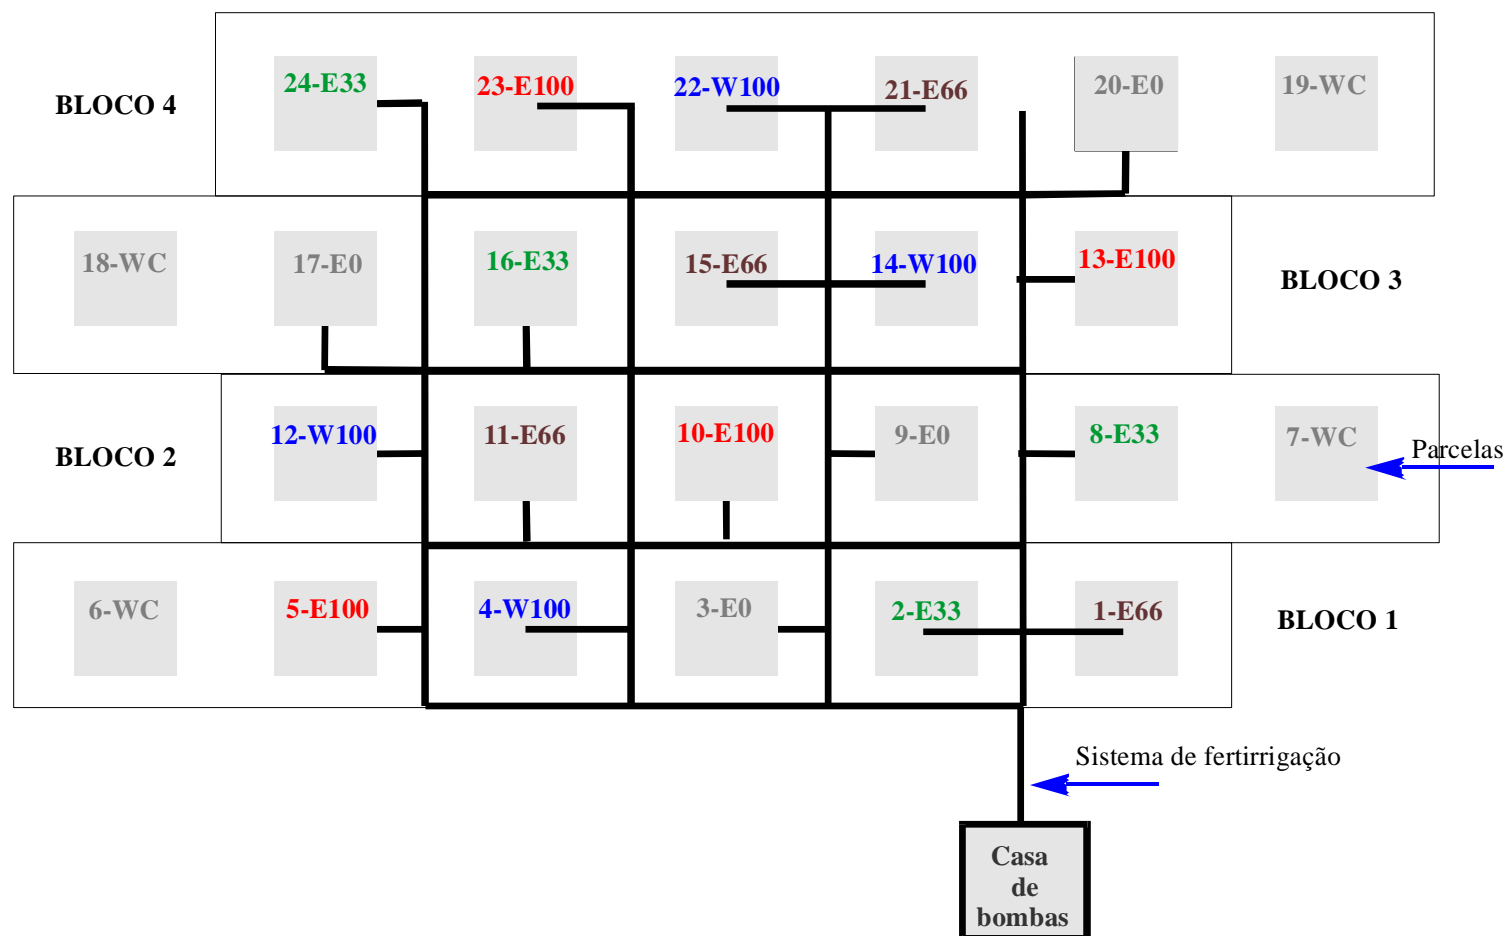 BLOCO 4
24-E33
23-E100
22-W100
21-E66
20-E0
19-WC
18-WC
17-E0
16-E33
15-E66
14-W100
13-E100
BLOCO 3
BLOCO 2
12-W100
11-E66
10-E100
9-E0
8-E33
7-WC
Parcelas
6-WC
5-E100
4-W100
3-E0
2-E33
1-E66
BLOCO 1
Sistema de fertirrigação
Casa
de
bombas